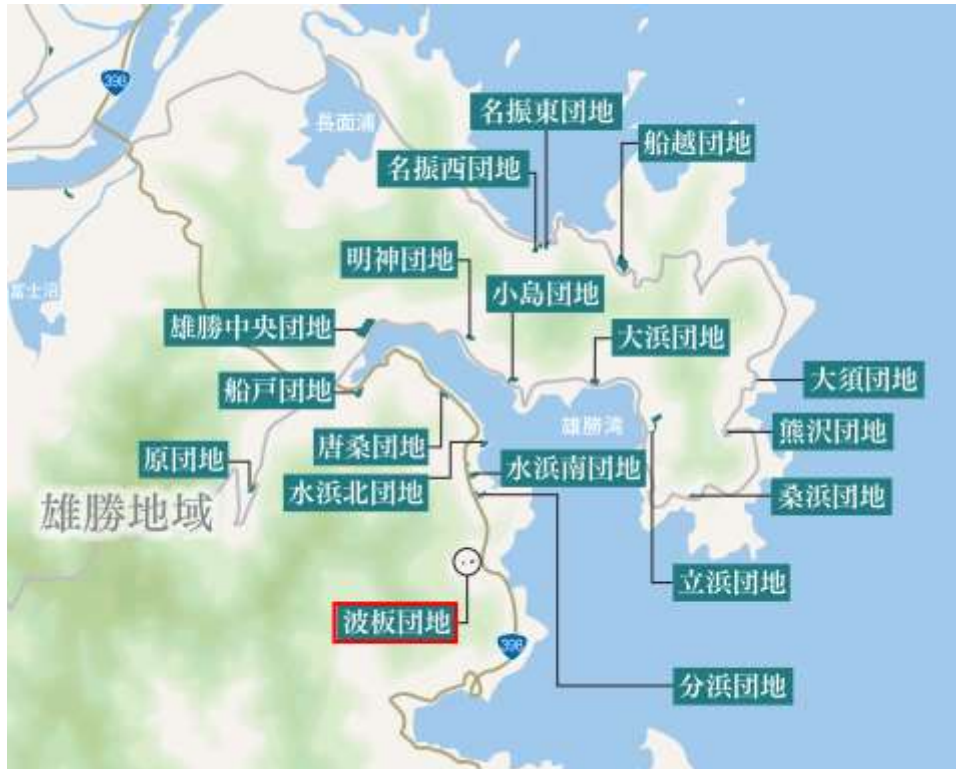 398
名振東団地
長面浦
船越団地
名振西団地
明神団地
小島団地
富士沼
雄勝中央団地
大浜団地
船戸団地
大須団地
雄勝湾
熊沢団地
唐桑団地
原団地
水浜南団地
水浜北団地
桑浜団地
雄勝地域
立浜団地
波板団地
398
分浜団地